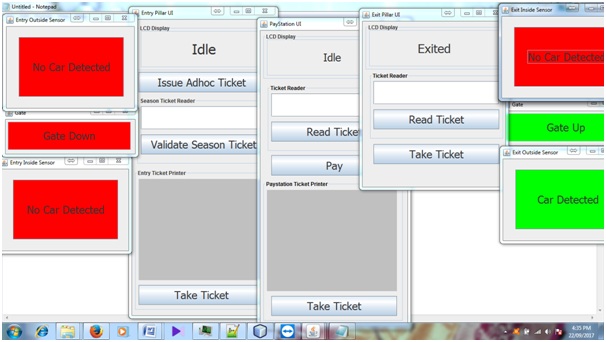 Untitled - Notepad
Entry Outside Sensor
No Car Detected
Gate
Gate Down
Entry Inside Sensor
No Car Detected
Entry Pillar UI
LCD Display
Idle
Issue Adhoc Ticket
Season Ticket Reader
Validate Season Ticket
Entry Ticket Printer
Take Ticket
PayStation UI
LCD Display
Idle
Ticket Reader
Read Ticke
Pay
Paystation Ticket Printer
Take Ticket
Exit Pillar UI
LCD Display
Exited
Ticket Reader
Read Ticket
Take Ticket
Exit Inside Sensor
No Car Detected
Gate
Gate Up
Exit Outside Sensor
Car Detected
4:35 PM
22/09/2017